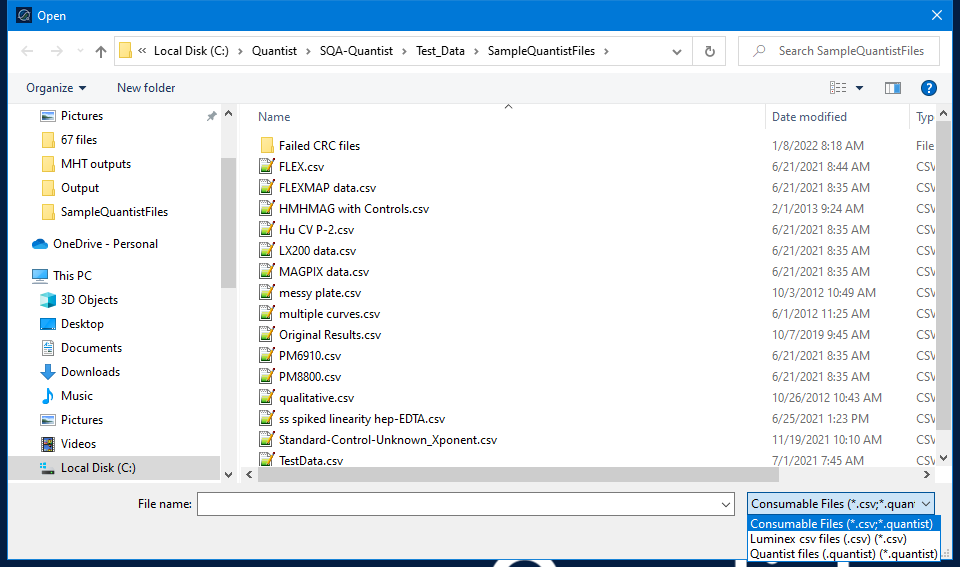 Open
« Local Disk (C:) > Quantist > SQA-Quantist > Test_Data > SampleQuantistFiles >
Search SampleQuantistFiles
Organize
New folder
Pictures
67 files
MHT outputs
Output
SampleQuantistFiles
OneDrive - Personal
This PC
3D Objects
Desktop
Documents
Downloads
Music
Pictures
Videos
Local Disk (C:)
Name Date modified Typ
Failed CRC files 1/8/2022 8:18 AM File
FLEX.csv 6/21/2021 8:44 AM CSV
FLEXMAP data.csv 6/21/2021 8:35 AM CSV
HMHMAG with Controls.csv 2/1/2013 9:24 AM CSV
Hu CV P-2.csv 6/21/2021 8:35 AM CSV
LX200 data.csv 6/21/2021 8:35 AM CSV
MAGPIX data.csv 6/21/2021 8:35 AM CSV
messy plate.csv 10/3/2012 10:49 AM CSV
multiple curves.csv 6/1/2012 11:25 AM CSV
Original Results.csv 10/7/2019 9:45 AM CSV
PM6910.csv 6/21/2021 8:35 AM CSV
PM8800.csv 6/21/2021 8:35 AM CSV
qualitative.csv 10/26/2012 10:43 AM CSV
ss spiked linearity hep-EDTA.csv 6/25/2021 1:23 PM CSV
Standard-Control-Unknown_Xponent.csv 11/19/2021 10:10 AM CSV
TestData.csv 7/1/2021 7:45 AM CSV
File name:
Consumable Files (*.csv;*.quan
Consumable Files (*.csv;*.quantist)
Luminex csv files (.csv) (*.csv)
Quantist files (.quantist) (*.quantist)